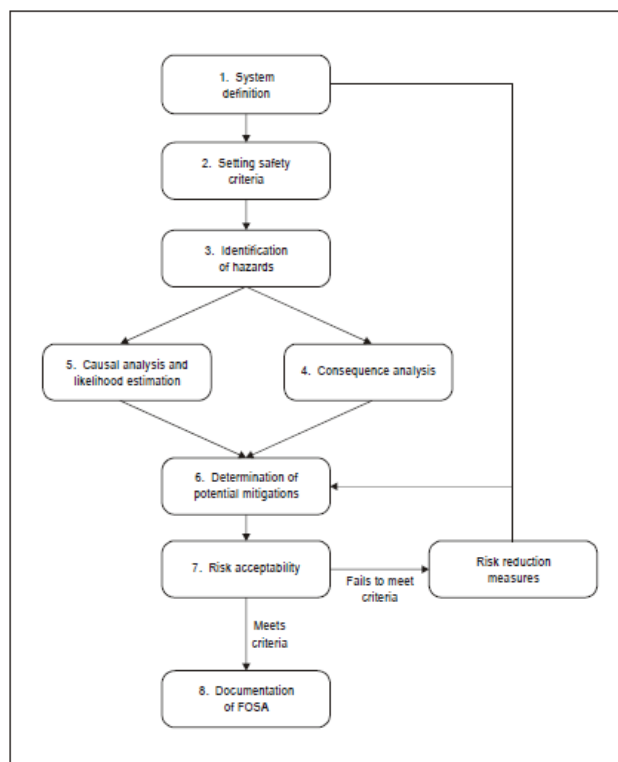 1. System
definition
2. Setting safety
criteria
3. Identification
of hazards
5. Causal analysis and
likelihood estimation
4. Consequence analysis
6. Determination of
potential mitigations
7. Risk acceptability
Risk reduction
measures
Fails to meet
criteria
Meets
criteria
8. Documentation
of FOSA